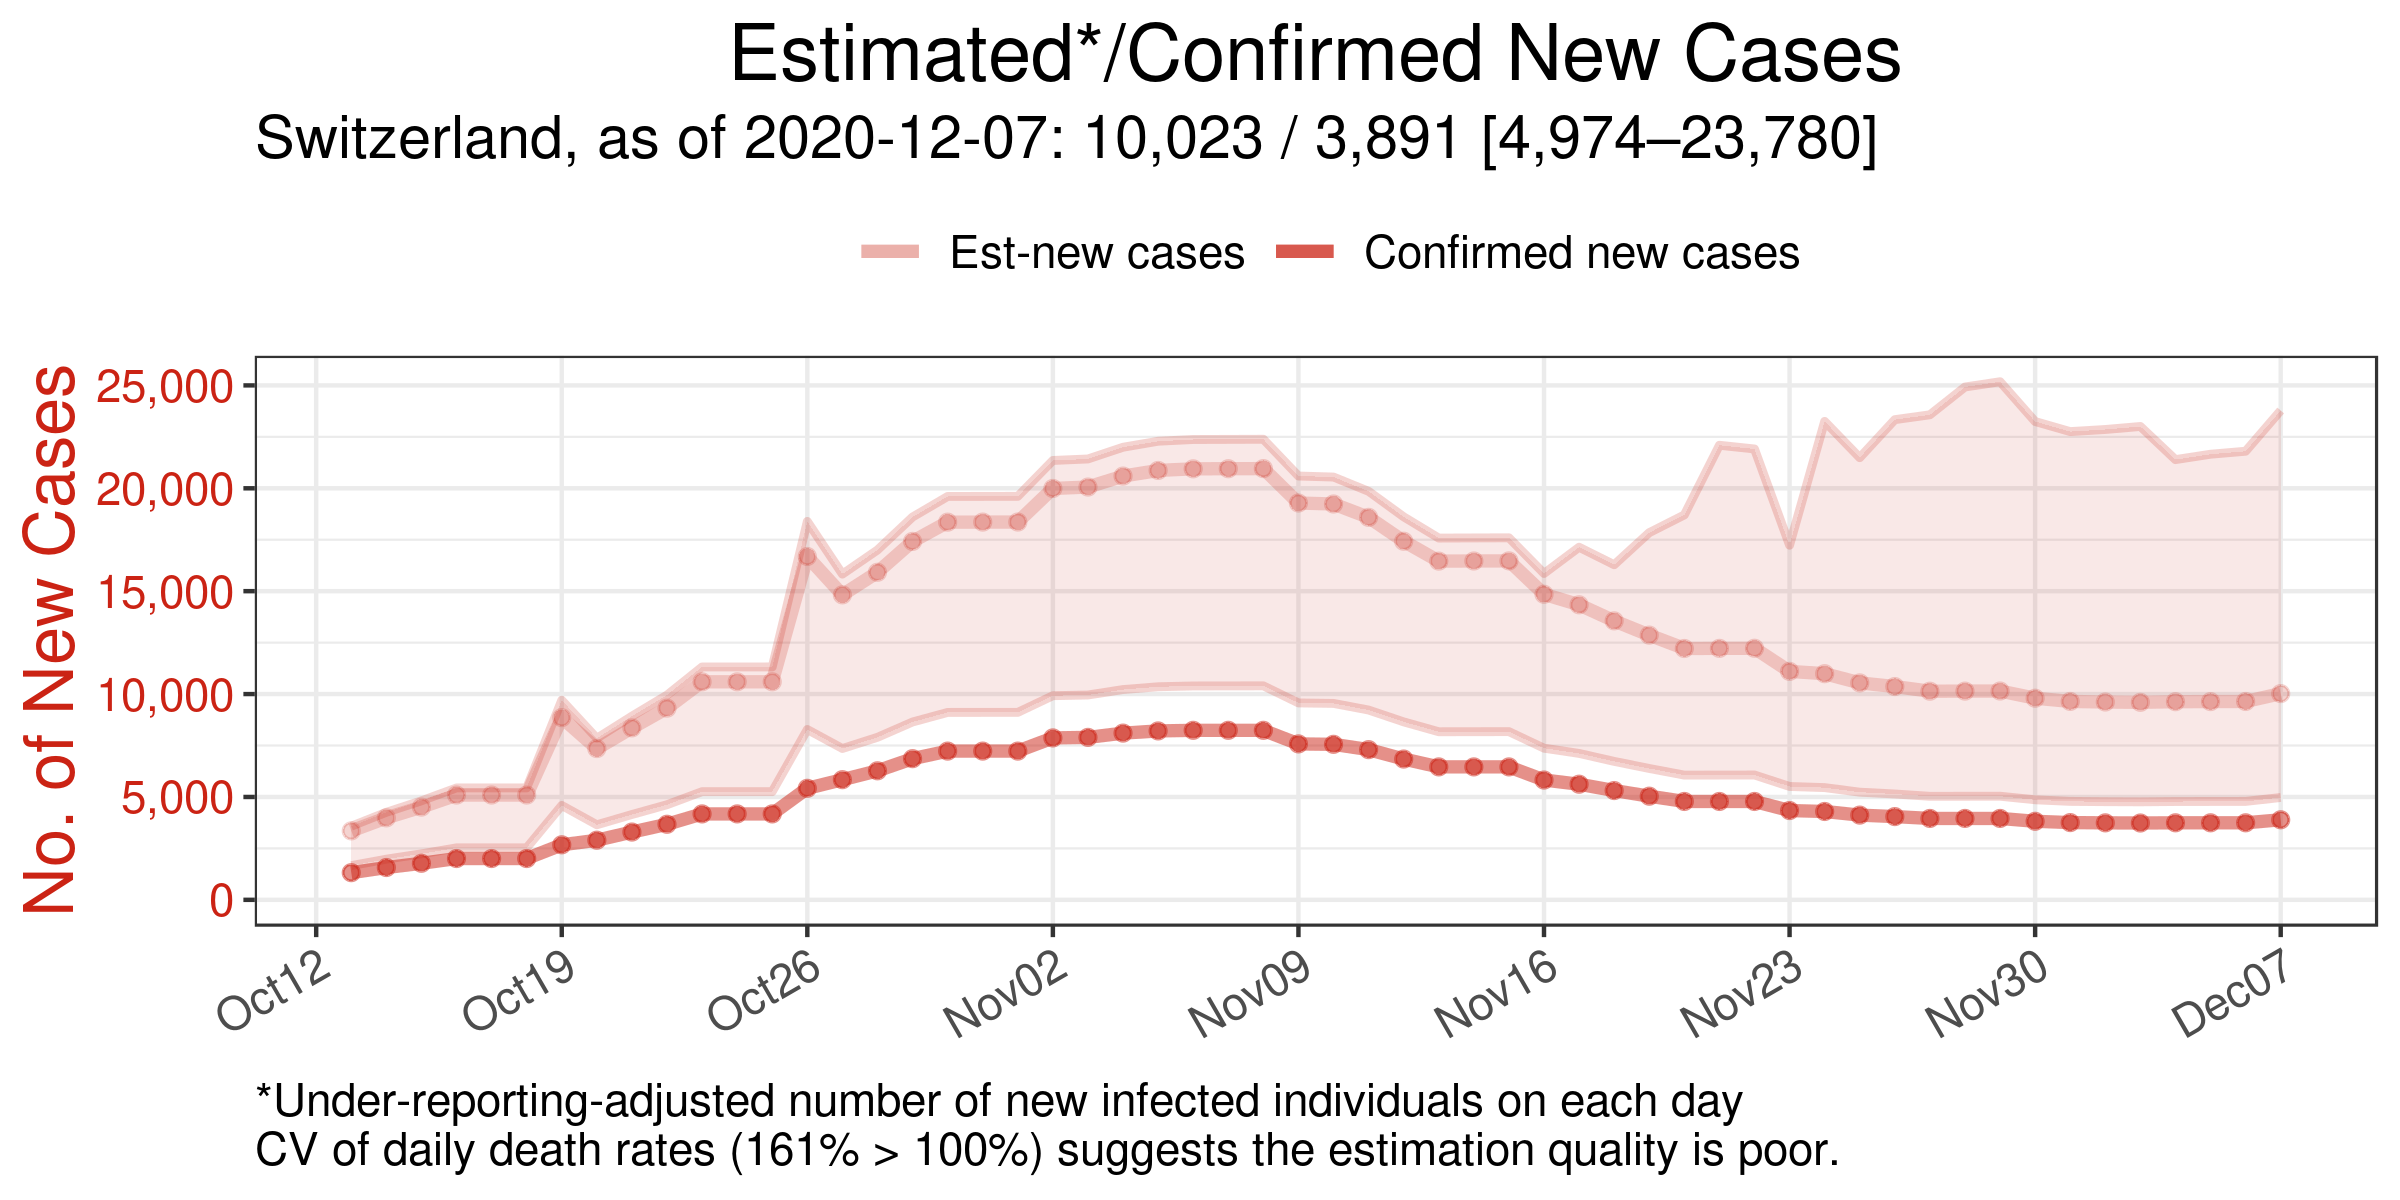 Estimated*/Confirmed New Cases
Switzerland, as of 2020-12-07: 10,023 / 3,891 [4,974–23,780]
Est-new cases
Confirmed new cases
No. of New Cases
25,000
20,000
15,000
10,000
5,000
0
Oct12
Oct19
Oct26
Nov02
Nov09
Nov16
Nov23
Nov30
Dec07
*Under-reporting-adjusted number of new infected individuals on each day
CV of daily death rates (161% > 100%) suggests the estimation quality is poor.